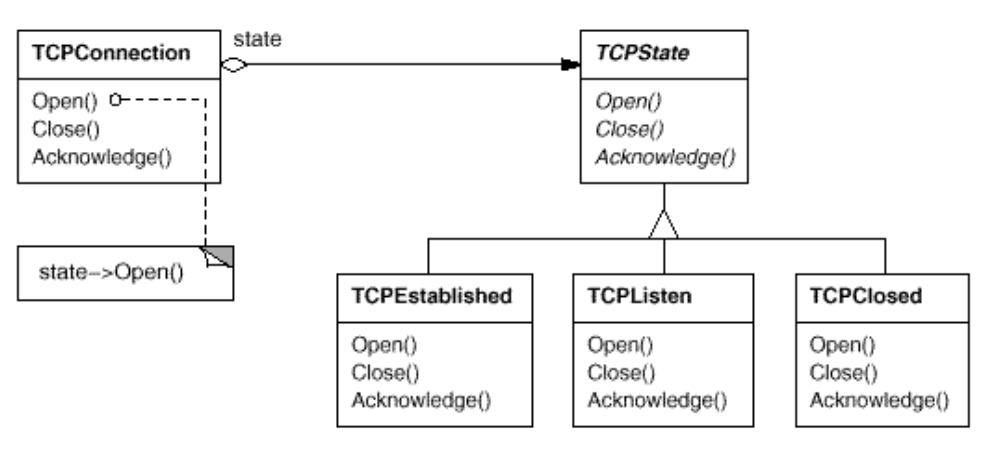 state
TCPConnection
Open()
Close()
Acknowledge()
state->Open()
TCPState
Open()
Close()
Acknowledge()
TCPEstablished
Open()
Close()
Acknowledge()
TCPListen
Open()
Close()
Acknowledge()
TCPClosed
Open()
Close()
Acknowledge()